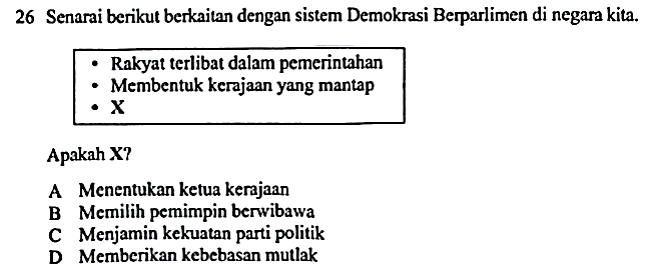 26 Senarai berikut berkaitan dengan sistem Demokrasi Berparlimen di negara kita.
• Rakyat terlibat dalam pemerintahan
• Membentuk kerajaan yang mantap
• X
Apakah X?
A Menentukan ketua kerajaan
B Memilih pemimpin berwibawa
C Menjamin kekuatan parti politik
D Memberikan kebebasan mutlak